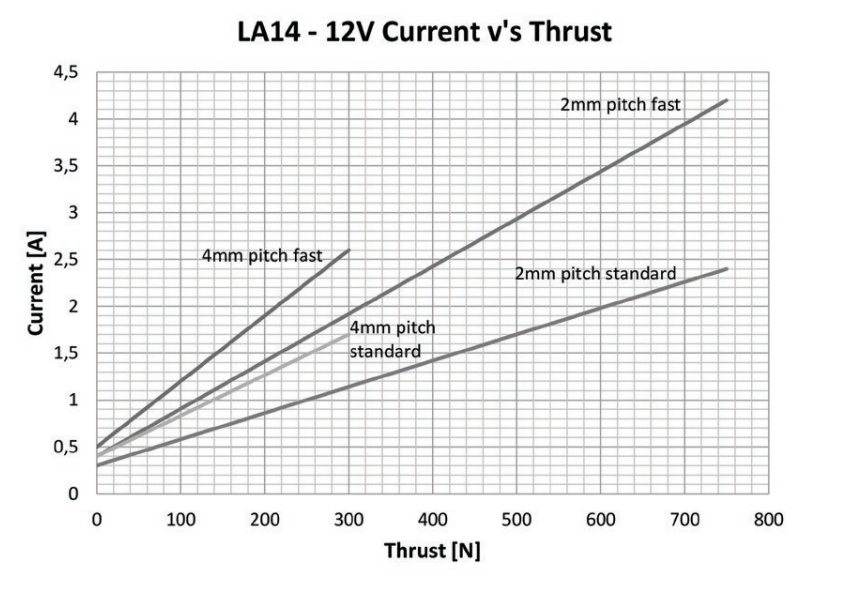 LA14 - 12V Current v's Thrust
4,5
4
3,5
3
2,5
2
1,5
1
0,5
0
Current [A]
2mm pitch fast
4mm pitch fast
2mm pitch standard
4mm pitch
standard
0 100 200 300 400 500 600 700 800
Thrust [N]